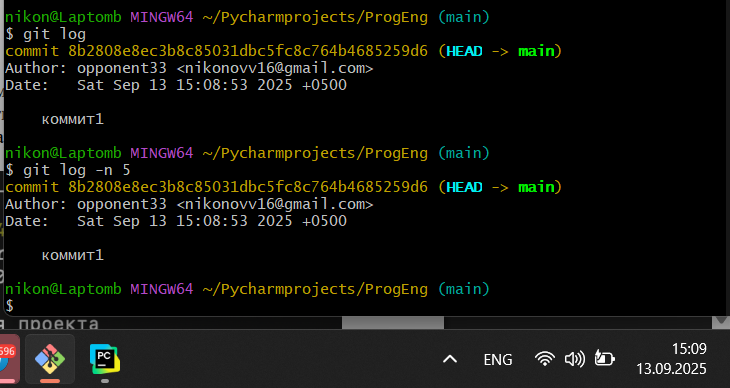 nikon@Laptomb MINGW64 ~/Pycharmprojects/ProgEng (main)
$ git log
commit 8b2808e8ec3b8c85031dbc5fc8c764b4685259d6 (HEAD -> main)
Author: opponent33 <nikonovv16@gmail.com>
Date:   Sat Sep 13 15:08:53 2025 +0500
коммит1
nikon@Laptomb MINGW64 ~/Pycharmprojects/ProgEng (main)
$ git log -n 5
commit 8b2808e8ec3b8c85031dbc5fc8c764b4685259d6 (HEAD -> main)
Author: opponent33 <nikonovv16@gmail.com>
Date:   Sat Sep 13 15:08:53 2025 +0500
коммит1
nikon@Laptomb MINGW64 ~/Pycharmprojects/ProgEng (main)
$
проекта
596
PC
ENG
15:09
13.09.2025